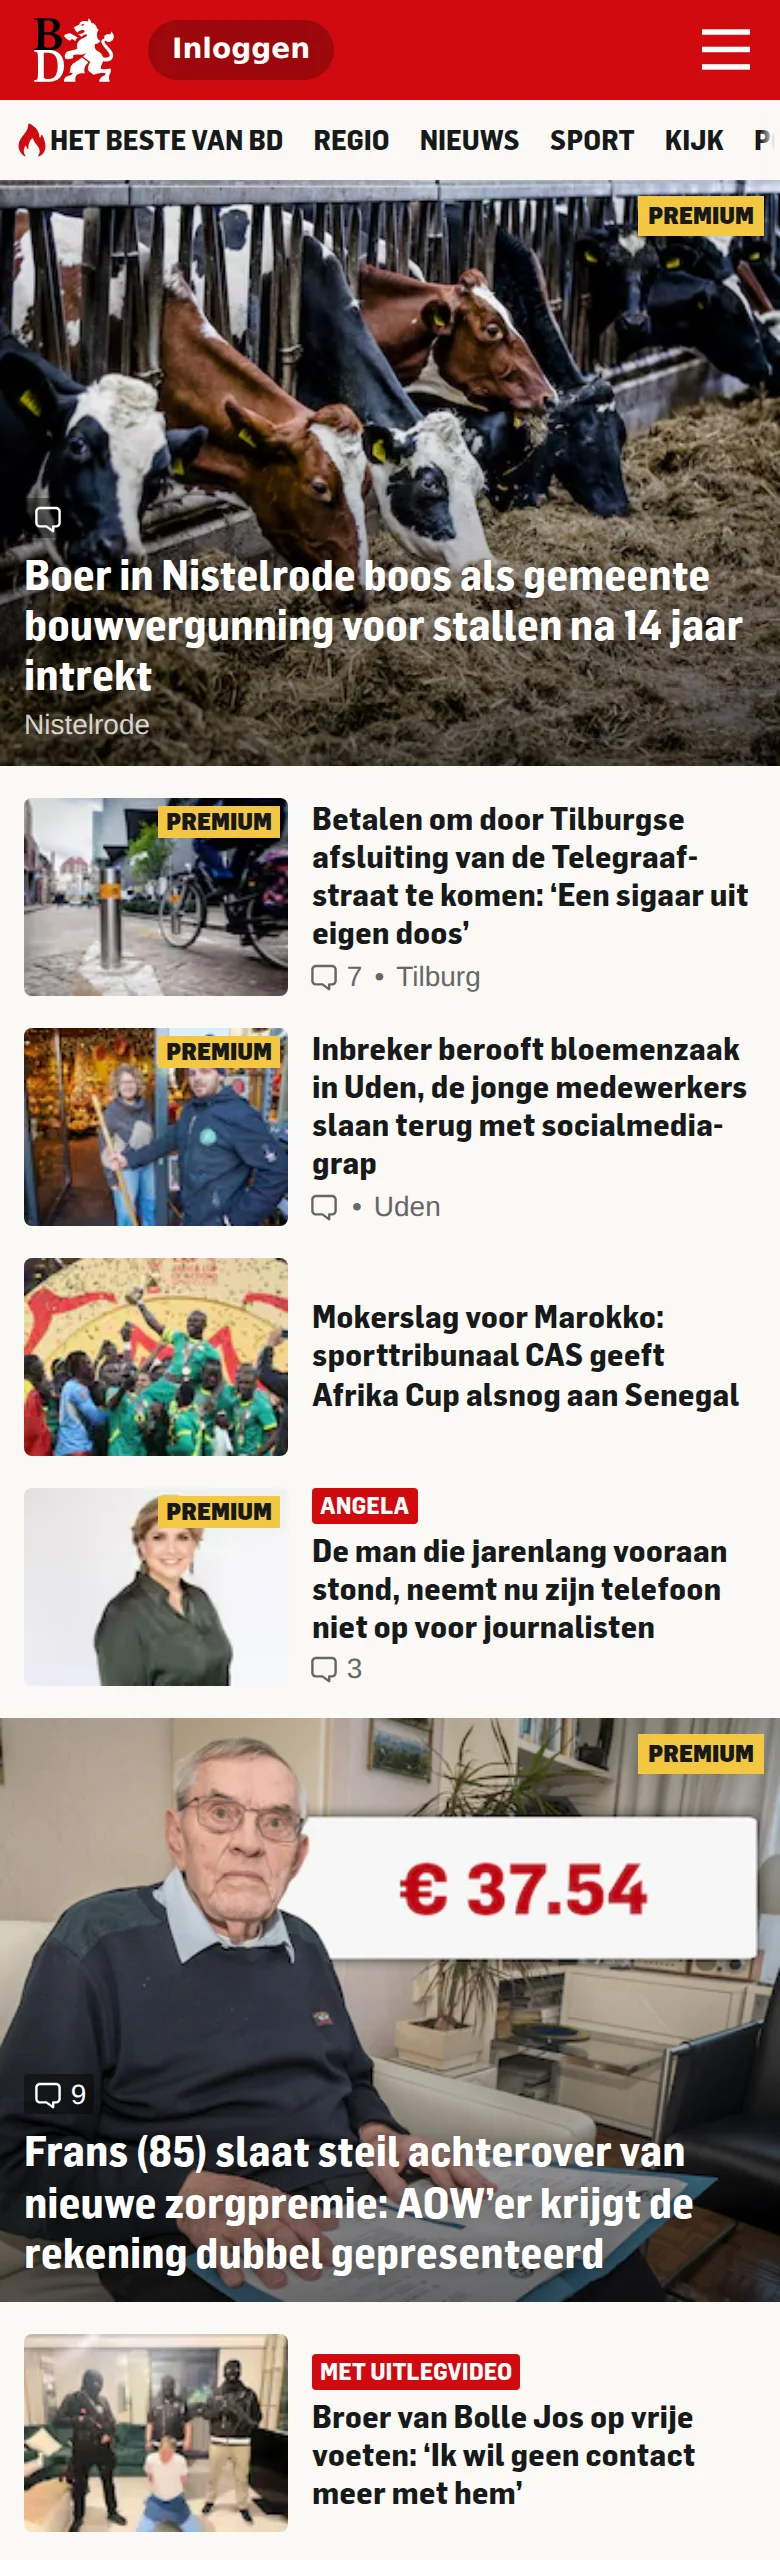 BD
Inloggen
HET BESTE VAN BD REGIO NIEUWS SPORT KIJK
PREMIUM
Boer in Nistelrode boos als gemeente
bouwvergunning voor stallen na 14 jaar
intrekt
Nistelrode
PREMIUM
Betalen om door Tilburgse
afsluiting van de Telegraaf-
straat te komen: ‘Een sigaar uit
eigen doos’
7 • Tilburg
PREMIUM
Inbreker berooft bloemenzaak
in Uden, de jonge medewerkers
slaan terug met socialmedia-
grap
• Uden
Mokerslag voor Marokko:
sporttribunaal CAS geeft
Afrika Cup alsnog aan Senegal
PREMIUM
ANGELA
De man die jarenlang vooraan
stond, neemt nu zijn telefoon
niet op voor journalisten
3
PREMIUM
€ 37.54
9
Frans (85) slaat steil achterover van
nieuwe zorgpremie: AOW’er krijgt de
rekening dubbel gepresenteerd
MET UITLEGVIDEO
Broer van Bolle Jos op vrije
voeten: ‘Ik wil geen contact
meer met hem’